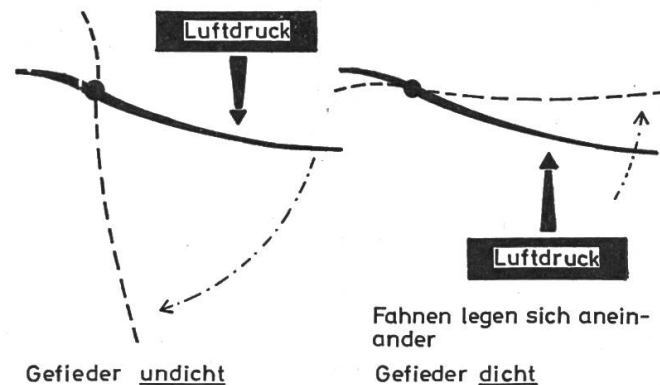 Luftdruck
Gefieder undicht
Luftdruck
Fahnen legen sich anein-
ander
Gefieder dicht